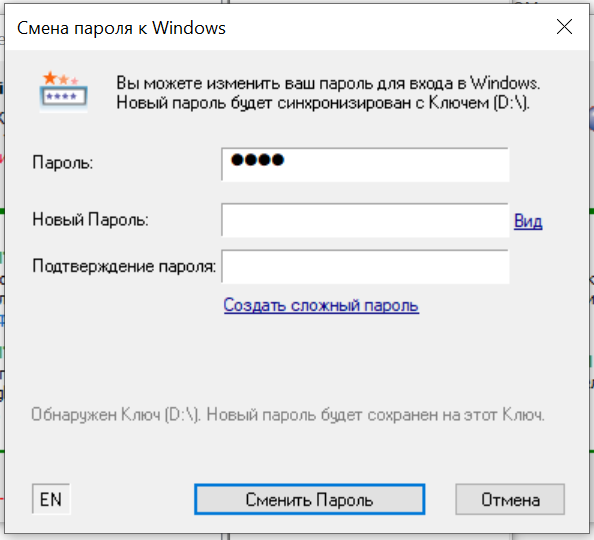 Смена пароля к Windows
Вы можете изменить ваш пароль для входа в Windows.
Новый пароль будет синхронизирован с Ключем (D:\).
****
Пароль: ●●●●
Новый Пароль: Вид
Подтверждение пароля:
Создать сложный пароль
Обнаружен Ключ (D:\). Новый пароль будет сохранен на этот Ключ.
EN Сменить Пароль Отмена